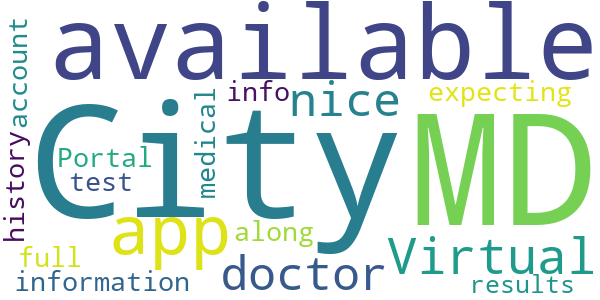 available
City MD
app
nice
Virtual
doctor
info
expecting
medical
account
history
Portal
test
along
full
information
results